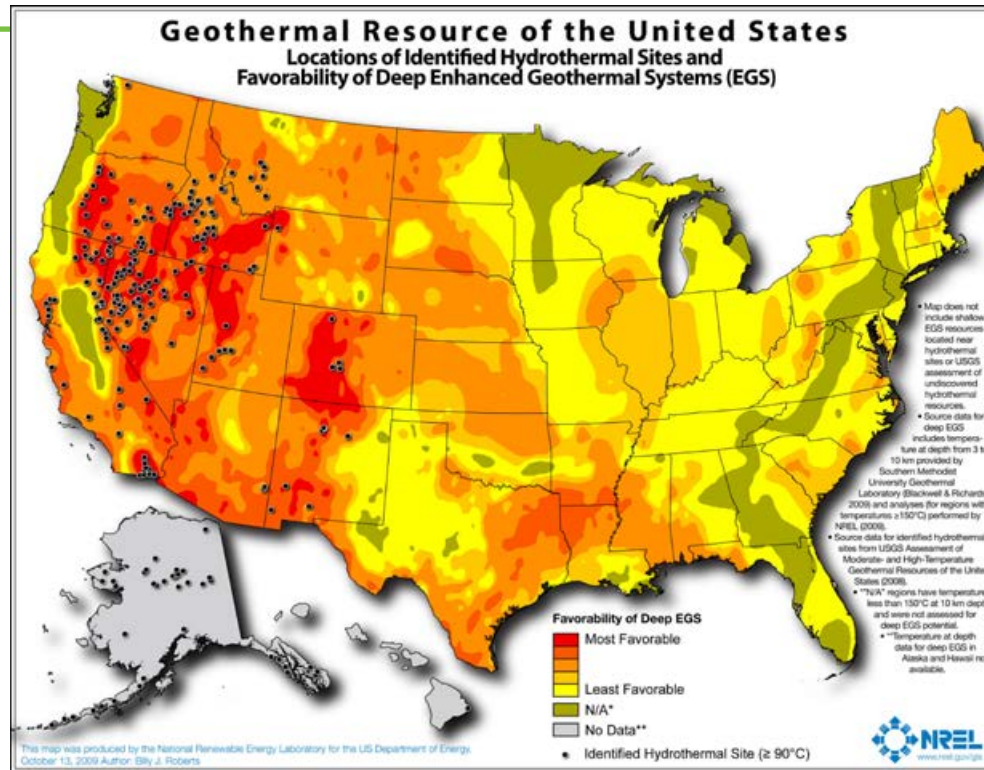 Geothermal Resource of the United States
Locations of Identified Hydrothermal Sites and
Favorability of Deep Enhanced Geothermal Systems (EGS)
• Map does not
include shallow
EGS resources
located near
hydrothermal
sites or USGS
assessment of
undiscovered
hydrothermal
resources.
• Source data for
deep EGS
includes tempera-
ture at depth from 3 to
10 km provided by
Southern Methodist
University Geothermal
Laboratory (Blackwell & Richards,
2009) and analyses (for regions with
temperatures ≥150°C) performed by
NREL (2009).
• Source data for identified hydrothermal
sites from USGS Assessment of
Moderate- and High-Temperature
Geothermal Resources of the United
States (2008).
• *"N/A" regions have temperatures
less than 150°C at 10 km depth
and were not assessed for
deep EGS potential.
• **Temperature at depth
data for deep EGS in
Alaska and Hawaii not
available.
Favorability of Deep EGS
Most Favorable
Least Favorable
N/A*
No Data**
Identified Hydrothermal Site (≥ 90°C)
This map was produced by the National Renewable Energy Laboratory for the US Department of Energy.
October 13, 2009 Author: Billy J. Roberts
NREL
www.nrel.gov/gis